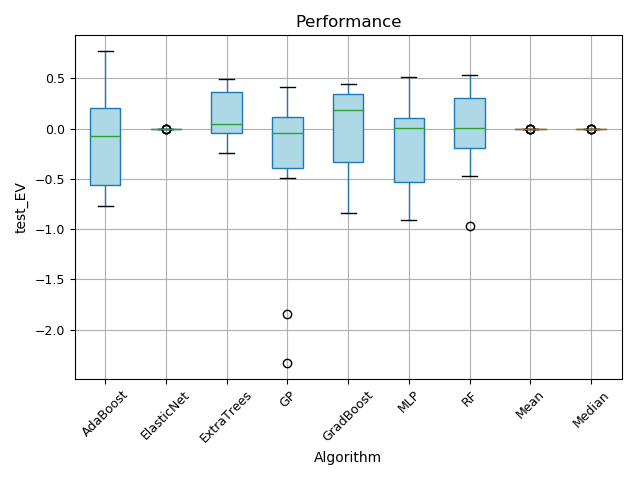 Performance
test_EV
0.5
0.0
−0.5
−1.0
−1.5
−2.0
AdaBoost
ElasticNet
ExtraTrees
GP
GradBoost
MLP
RF
Mean
Median
Algorithm